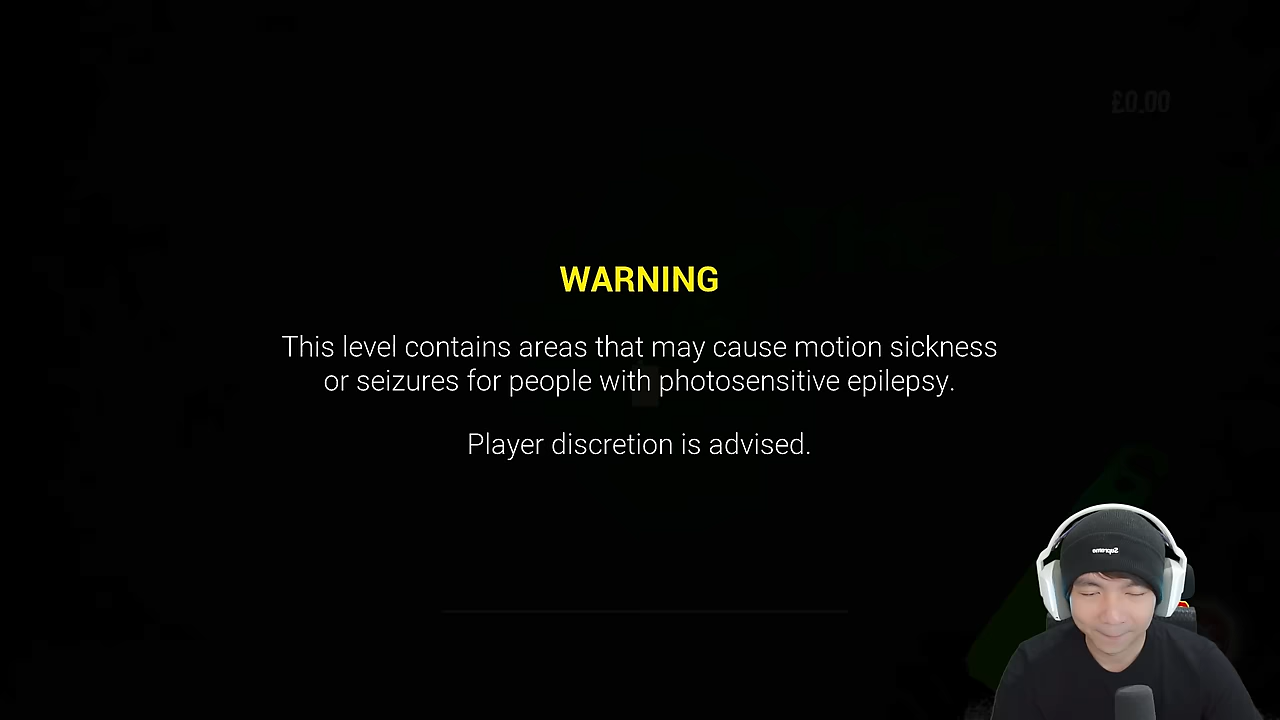 £0.00
WARNING
This level contains areas that may cause motion sickness
or seizures for people with photosensitive epilepsy.
Player discretion is advised.
Supreme